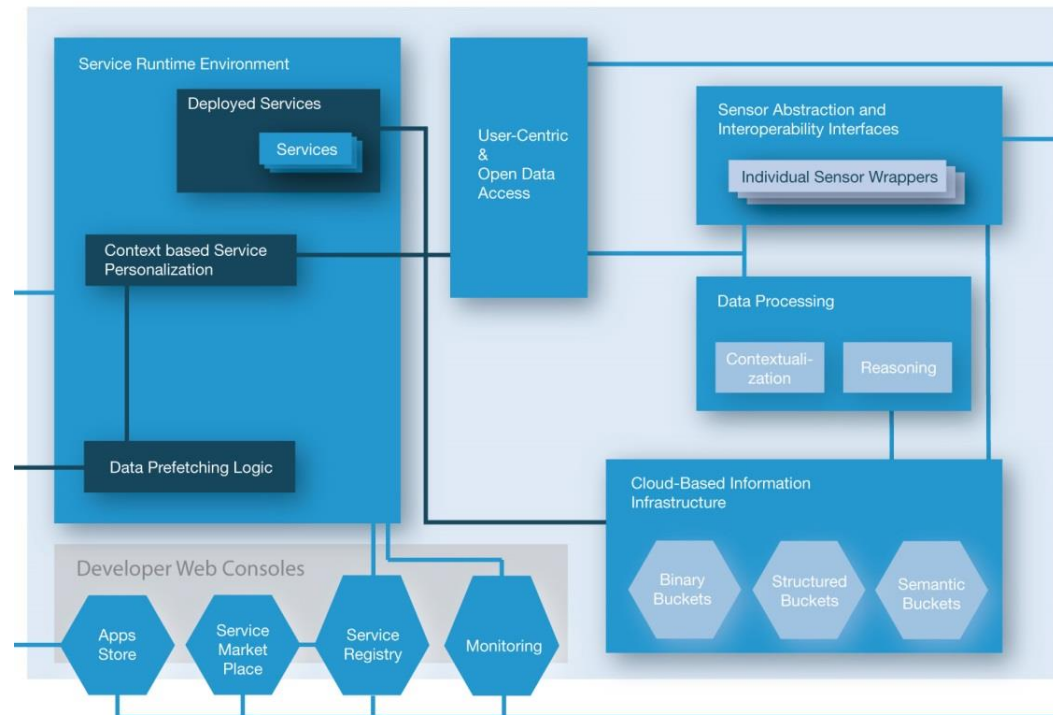 Service Runtime Environment
Deployed Services
Services
Context based Service
Personalization
Data Prefetching Logic
User-Centric
&
Open Data
Access
Sensor Abstraction and
Interoperability Interfaces
Individual Sensor Wrappers
Data Processing
Contextuali-
zation
Reasoning
Cloud-Based Information
Infrastructure
Binary
Buckets
Structured
Buckets
Semantic
Buckets
Developer Web Consoles
Apps
Store
Service
Market
Place
Service
Registry
Monitoring